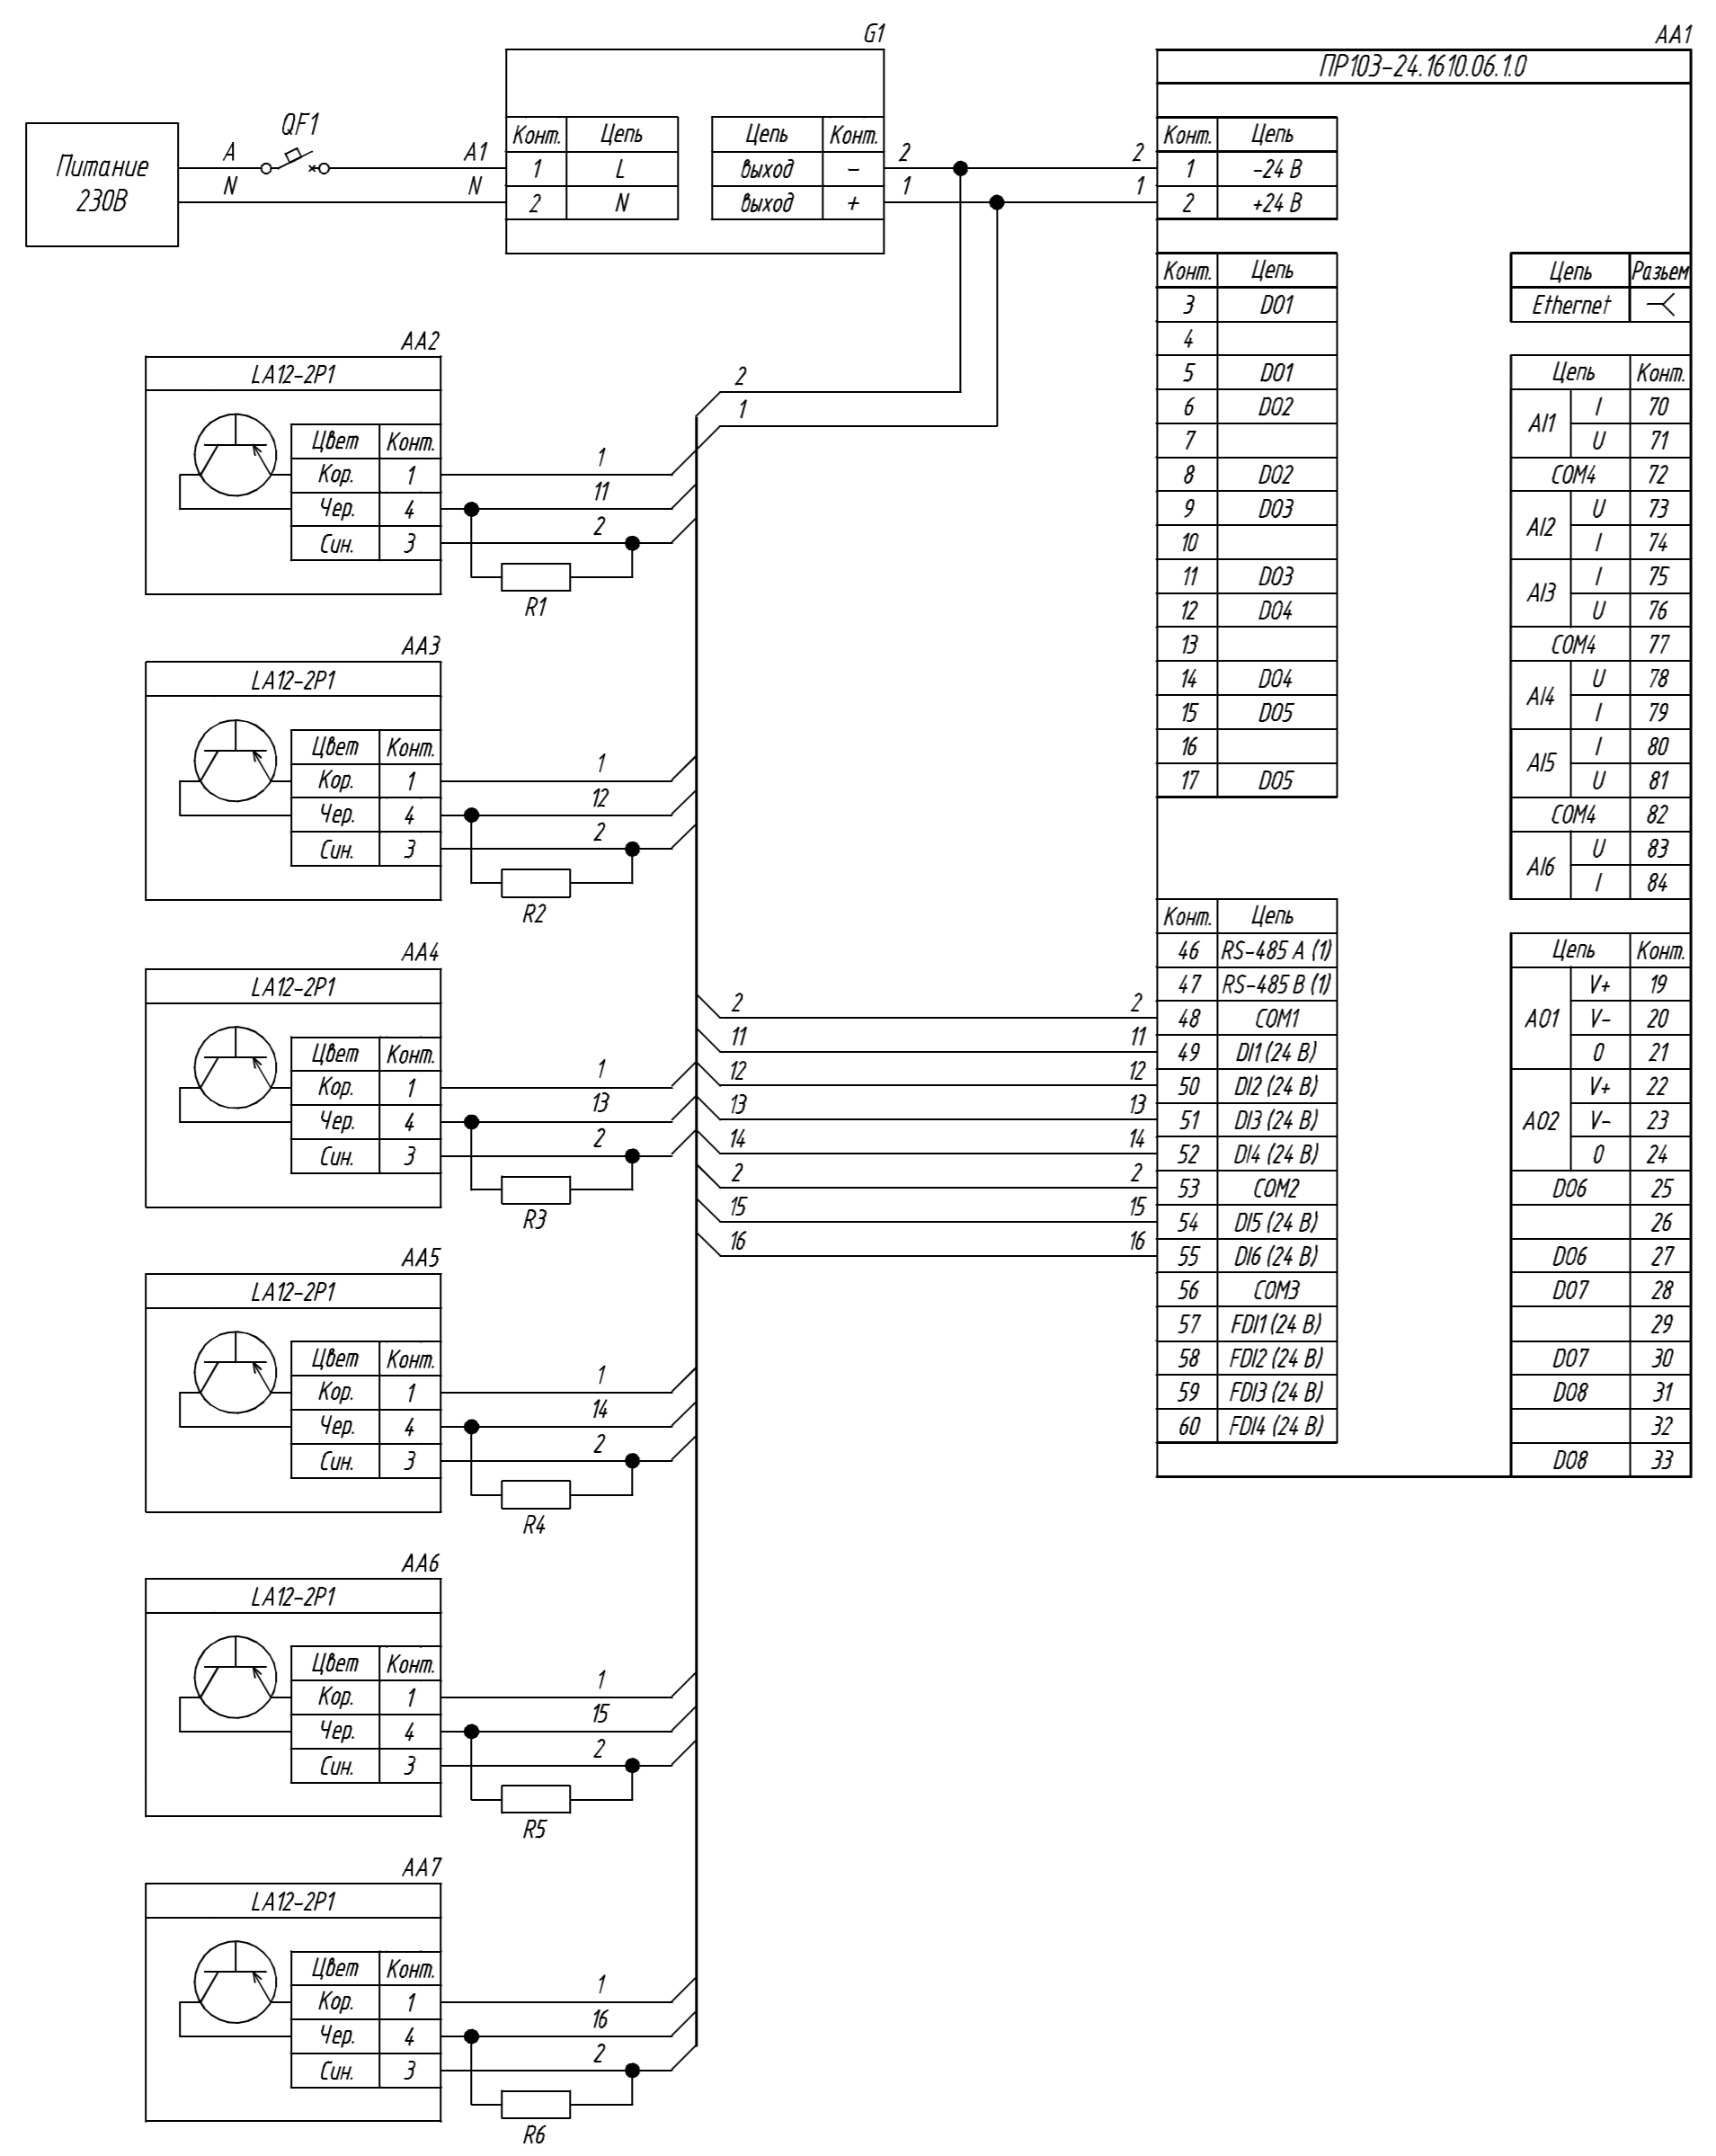 G1
AA1
ПР103-24.1610.06.1.0
Питание
230В
A
QF1
A1
N
N
Конт. Цепь
1 L
2 N
Цепь Конт.
выход -
выход +
2
1
2
1
Конт. Цепь
1 -24 В
2 +24 В
Конт. Цепь
3 DO1
4
5 DO1
6 DO2
7
8 DO2
9 DO3
10
11 DO3
12 DO4
13
14 DO4
15 DO5
16
17 DO5
Цепь Разъем
Ethernet
Цепь Конт.
AI1 I 70
U 71
COM4 72
AI2 U 73
I 74
AI3 I 75
U 76
COM4 77
AI4 U 78
I 79
AI5 I 80
U 81
COM4 82
AI6 U 83
I 84
2
1
AA2
LA12-2P1
Цвет Конт.
Кор. 1
Чер. 4
Син. 3
1
11
2
R1
AA3
LA12-2P1
Цвет Конт.
Кор. 1
Чер. 4
Син. 3
1
12
2
R2
AA4
LA12-2P1
Цвет Конт.
Кор. 1
Чер. 4
Син. 3
1
13
2
R3
2 2
11 11
12 12
13 13
14 14
2 2
15 15
16 16
Конт. Цепь
46 RS-485 A (1)
47 RS-485 B (1)
48 COM1
49 DI1 (24 В)
50 DI2 (24 В)
51 DI3 (24 В)
52 DI4 (24 В)
53 COM2
54 DI5 (24 В)
55 DI6 (24 В)
56 COM3
57 FDI1 (24 В)
58 FDI2 (24 В)
59 FDI3 (24 В)
60 FDI4 (24 В)
Цепь Конт.
AO1 V+ 19
V- 20
0 21
AO2 V+ 22
V- 23
0 24
DO6 25
26
DO6 27
DO7 28
29
DO7 30
DO8 31
32
DO8 33
AA5
LA12-2P1
Цвет Конт.
Кор. 1
Чер. 4
Син. 3
1
14
2
R4
AA6
LA12-2P1
Цвет Конт.
Кор. 1
Чер. 4
Син. 3
1
15
2
R5
AA7
LA12-2P1
Цвет Конт.
Кор. 1
Чер. 4
Син. 3
1
16
2
R6